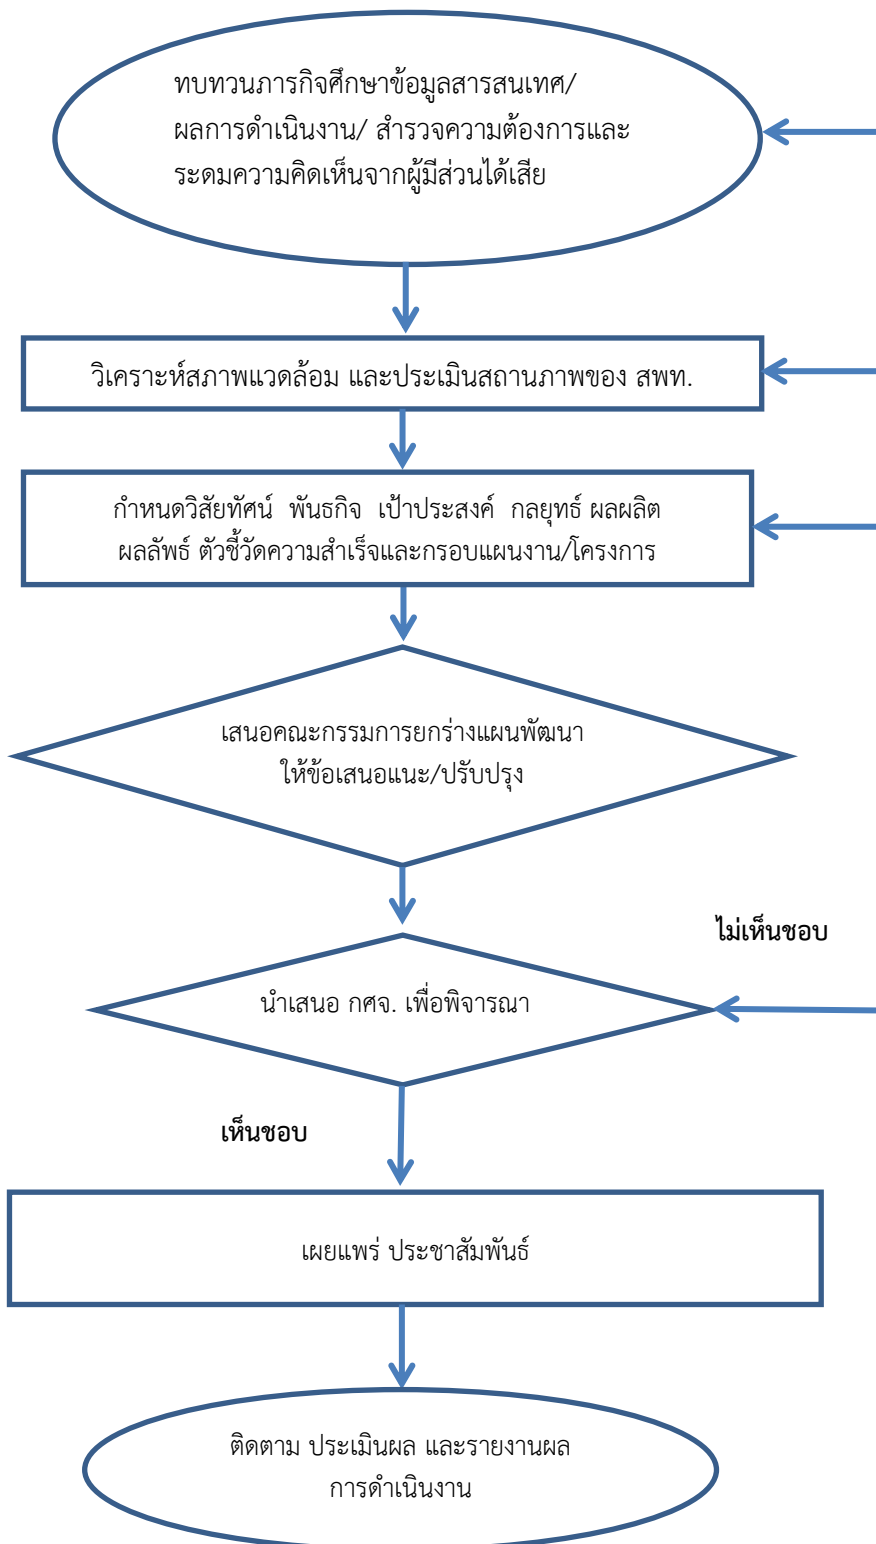 ทบทวนภารกิจศึกษาข้อมูลสารสนเทศ/
ผลการดำเนินงาน/ สำรวจความต้องการและ
ระดมความคิดเห็นจากผู้มีส่วนได้เสีย
วิเคราะห์สภาพแวดล้อม และประเมินสถานภาพของ สพท.
กำหนดวิสัยทัศน์  พันธกิจ  เป้าประสงค์  กลยุทธ์ ผลผลิต
ผลลัพธ์ ตัวชี้วัดความสำเร็จและกรอบแผนงาน/โครงการ
เสนอคณะกรรมการยกร่างแผนพัฒนา
ให้ข้อเสนอแนะ/ปรับปรุง
ไม่เห็นชอบ
นำเสนอ กศจ. เพื่อพิจารณา
เห็นชอบ
เผยแพร่ ประชาสัมพันธ์
ติดตาม ประเมินผล และรายงานผล
การดำเนินงาน